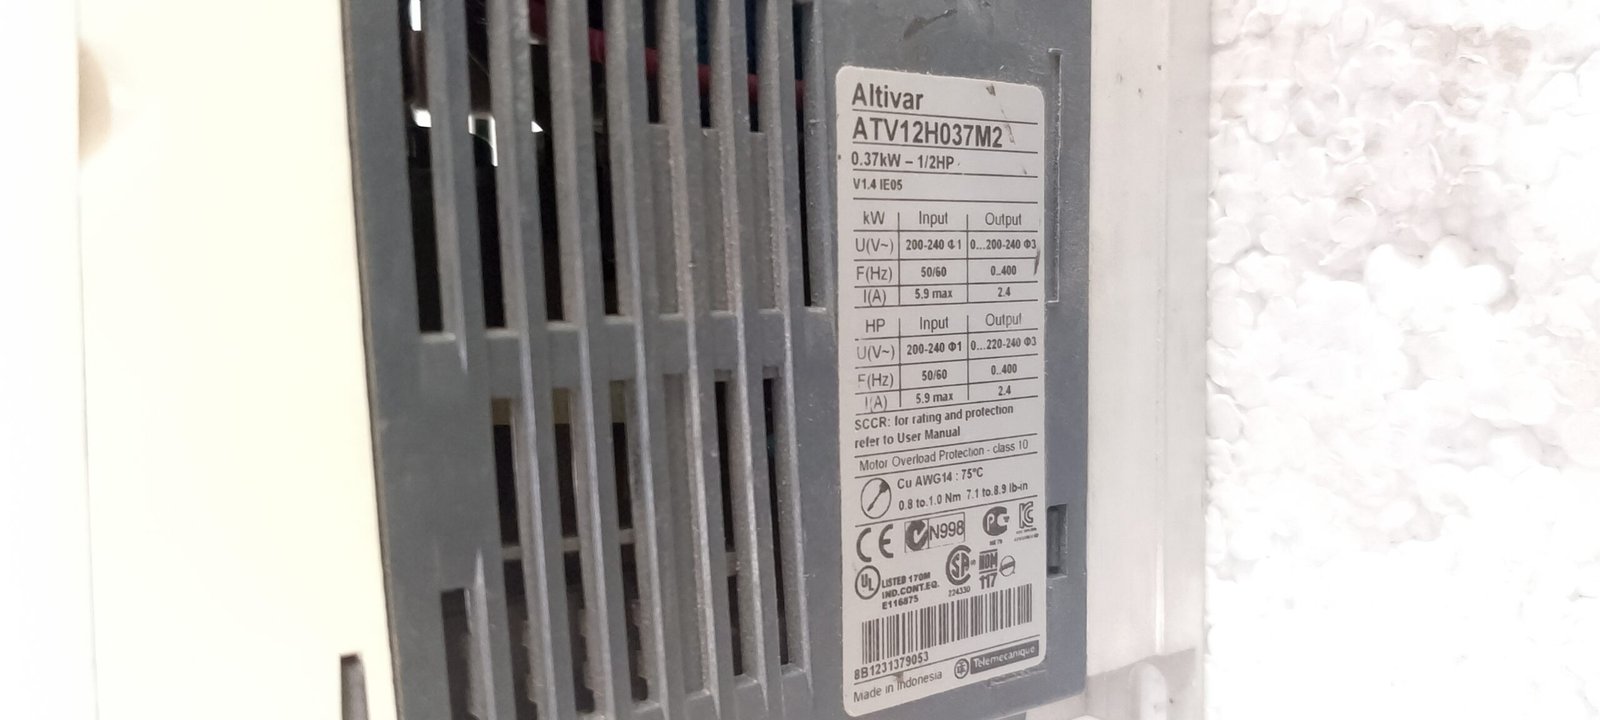 Altivar
ATV12H037M2
0.37kW – 1/2HP
V1.4 IE05
kW Input Output
U(V~) 200-240 Φ1 0...200-240 Φ3
F(Hz) 50/60 0..400
I(A) 5.9 max 2.4
HP Input Output
U(V~) 200-240 Φ1 0...220-240 Φ3
F(Hz) 50/60 0..400
I(A) 5.9 max 2.4
SCCR: for rating and protection
refer to User Manual
Motor Overload Protection - class 10
Cu AWG14 : 75°C
0.8 to 1.0 Nm 7.1 to 8.9 lb-in
CE N998
UL LISTED 170M
IND.CONT.EQ.
E116875
224330
NOM
117
8B1231379053
Made in Indonesia Telemecanique